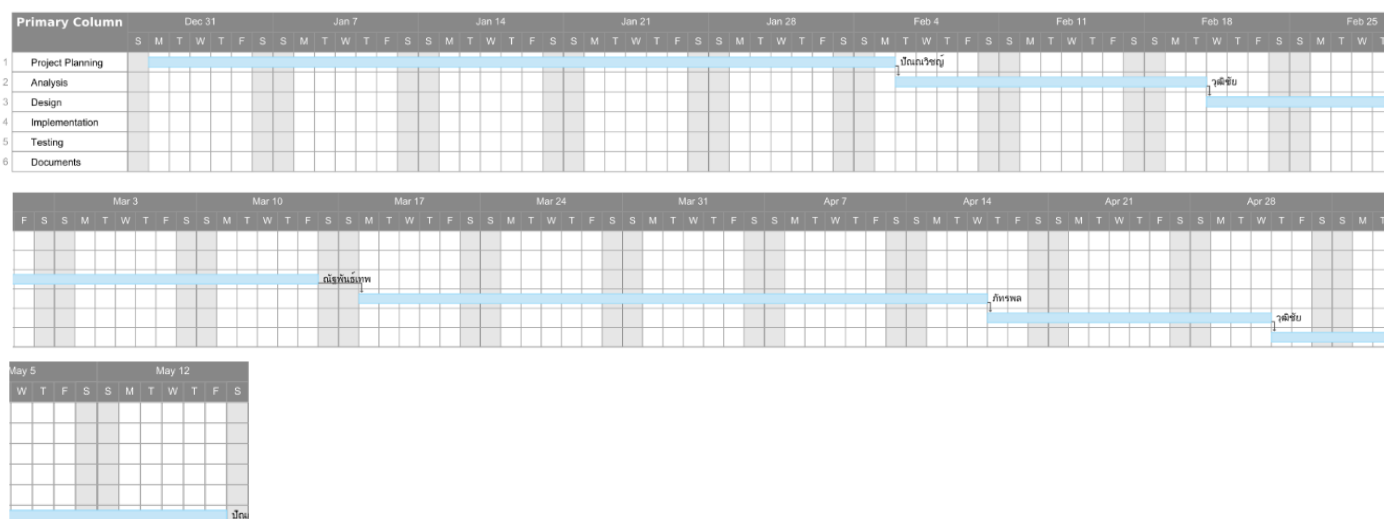 Primary Column Dec 31 Jan 7 Jan 14 Jan 21 Jan 28 Feb 4 Feb 11 Feb 18 Feb 25
S M T W T F S S M T W T F S S M T W T F S S M T W T F S S M T W T F S S M T W T F S S M T W T F S S M T W T F S S M T W T
1 Project Planning ปัณณวิชญ์
2 Analysis วุฒิชัย
3 Design
4 Implementation
5 Testing
6 Documents
Mar 3 Mar 10 Mar 17 Mar 24 Mar 31 Apr 7 Apr 14 Apr 21 Apr 28
F S S M T W T F S S M T W T F S S M T W T F S S M T W T F S S M T W T F S S M T W T F S S M T W T F S S M T W T F S S M T W T F S S M T
ณัฐพันธ์เทพ
ภัทรพล
วุฒิชัย
May 5 May 12
W T F S S M T W T F S